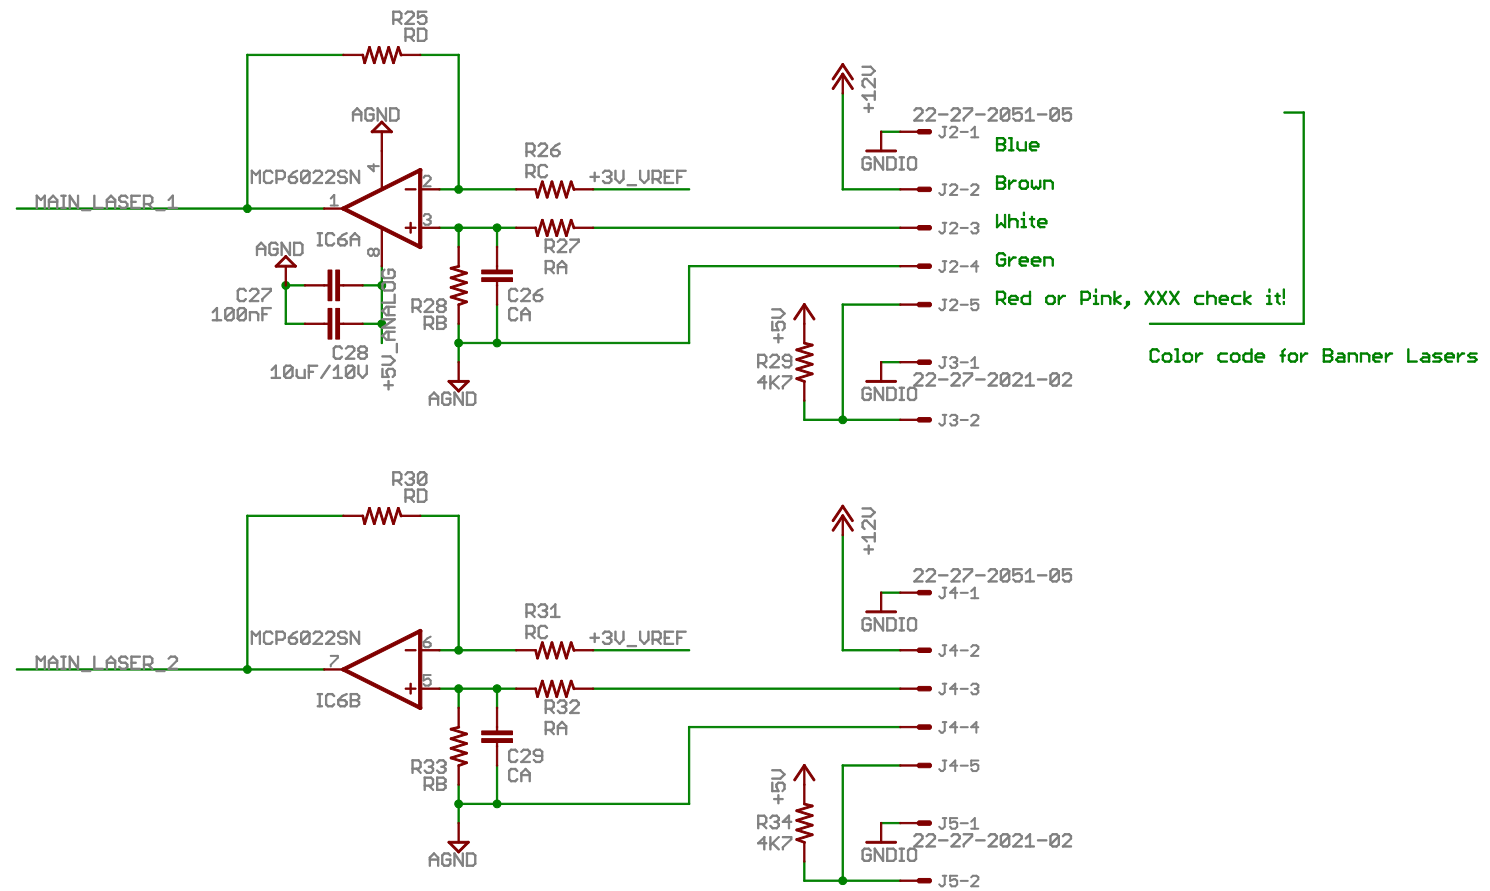 R25
RD
AGND
+12V
22-27-2051-05
J2-1
GNDIO
Blue
MCP6022SN
4
2
R26
RC
+3V_VREF
J2-2
Brown
MAIN_LASER_1
1
3
IC6A
8
R27
RA
J2-3
White
AGND
J2-4
Green
C27
100nF
C28
10uF/10V
+5V_ANALOG
R28
RB
C26
CA
AGND
J2-5
Red or Pink, XXX check it!
+5V
R29
4K7
J3-1
22-27-2021-02
GNDIO
J3-2
Color code for Banner Lasers
R30
RD
+12V
22-27-2051-05
J4-1
GNDIO
MCP6022SN
6
R31
RC
+3V_VREF
J4-2
MAIN_LASER_2
7
5
IC6B
R32
RA
J4-3
J4-4
R33
RB
C29
CA
AGND
J4-5
+5V
R34
4K7
J5-1
22-27-2021-02
GNDIO
J5-2